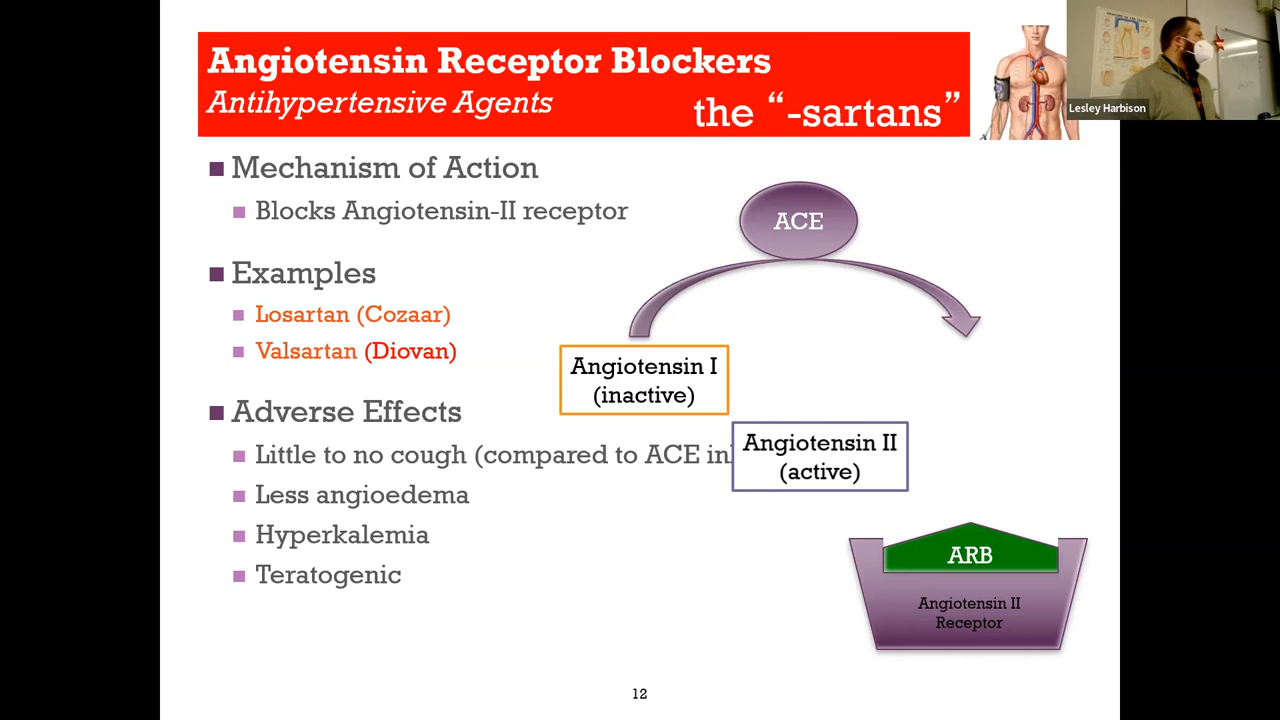 Angiotensin Receptor Blockers
Antihypertensive Agents
the “-sartans”
Lesley Harbison
Mechanism of Action
Blocks Angiotensin-II receptor
Examples
Losartan (Cozaar)
Valsartan (Diovan)
Adverse Effects
Little to no cough (compared to ACE in
Less angioedema
Hyperkalemia
Teratogenic
ACE
Angiotensin I
(inactive)
Angiotensin II
(active)
ARB
Angiotensin II
Receptor
12